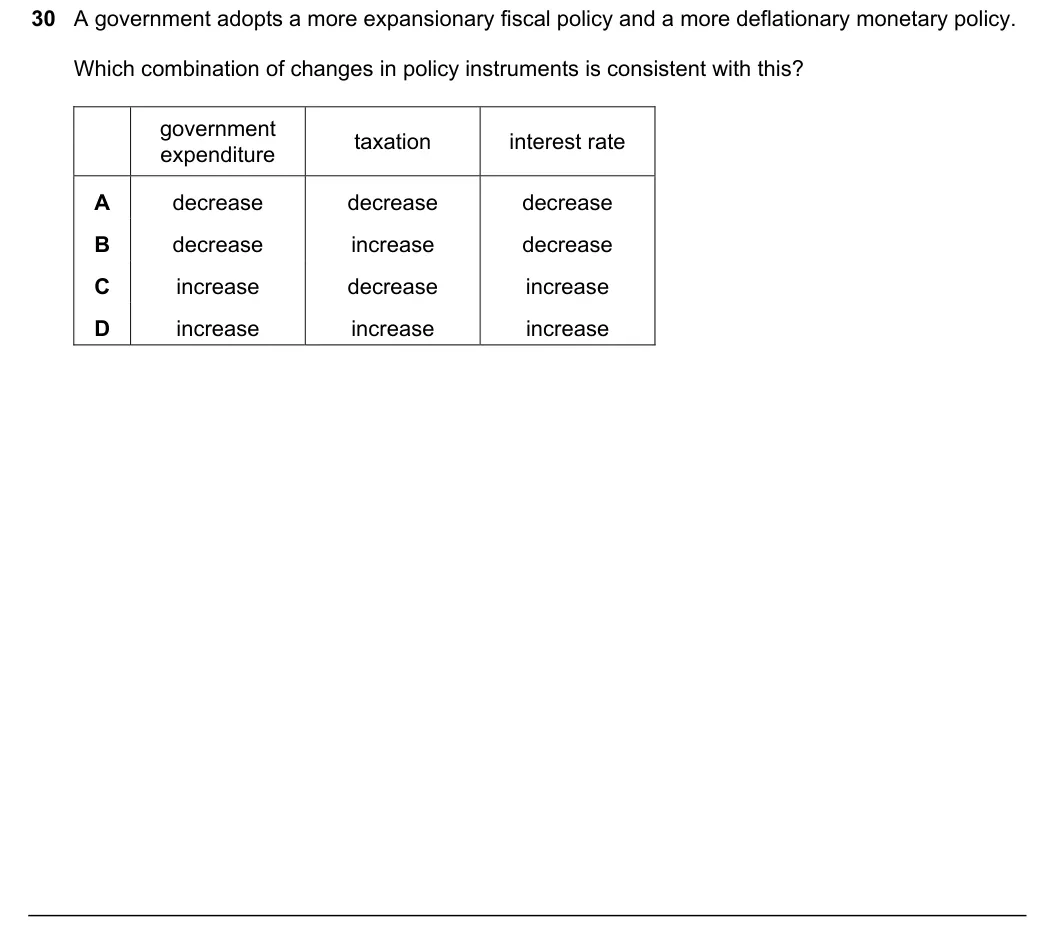 30 A government adopts a more expansionary fiscal policy and a more deflationary monetary policy.
Which combination of changes in policy instruments is consistent with this?
government expenditure taxation interest rate
A decrease decrease decrease
B decrease increase decrease
C increase decrease increase
D increase increase increase